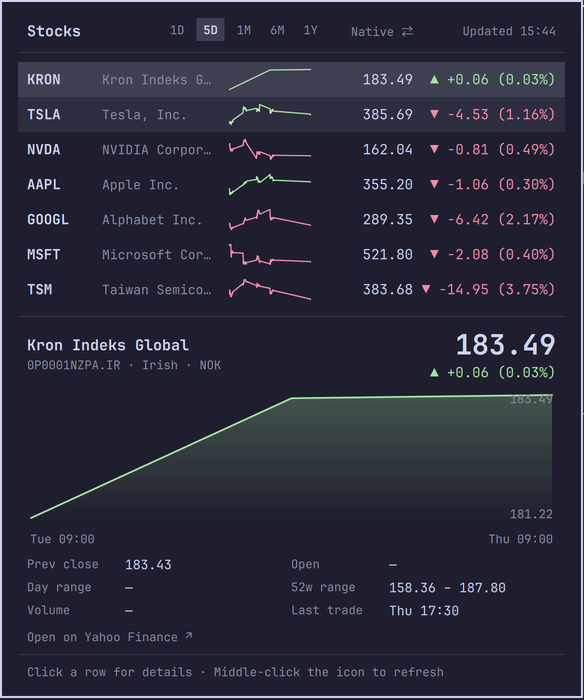 Stocks 1D 5D 1M 6M 1Y Native ⇄ Updated 15:44
KRON Kron Indeks G… 183.49 ▲ +0.06 (0.03%)
TSLA Tesla, Inc. 385.69 ▼ -4.53 (1.16%)
NVDA NVIDIA Corpor… 162.04 ▼ -0.81 (0.49%)
AAPL Apple Inc. 355.20 ▼ -1.06 (0.30%)
GOOGL Alphabet Inc. 289.35 ▼ -6.42 (2.17%)
MSFT Microsoft Cor… 521.80 ▼ -2.08 (0.40%)
TSM Taiwan Semico… 383.68 ▼ -14.95 (3.75%)
Kron Indeks Global 183.49
0P0001NZPA.IR · Irish · NOK ▲ +0.06 (0.03%)
183.49
181.22
Tue 09:00 Thu 09:00
Prev close 183.43 Open —
Day range — 52w range 158.36 – 187.80
Volume — Last trade Thu 17:30
Open on Yahoo Finance ↗
Click a row for details · Middle-click the icon to refresh